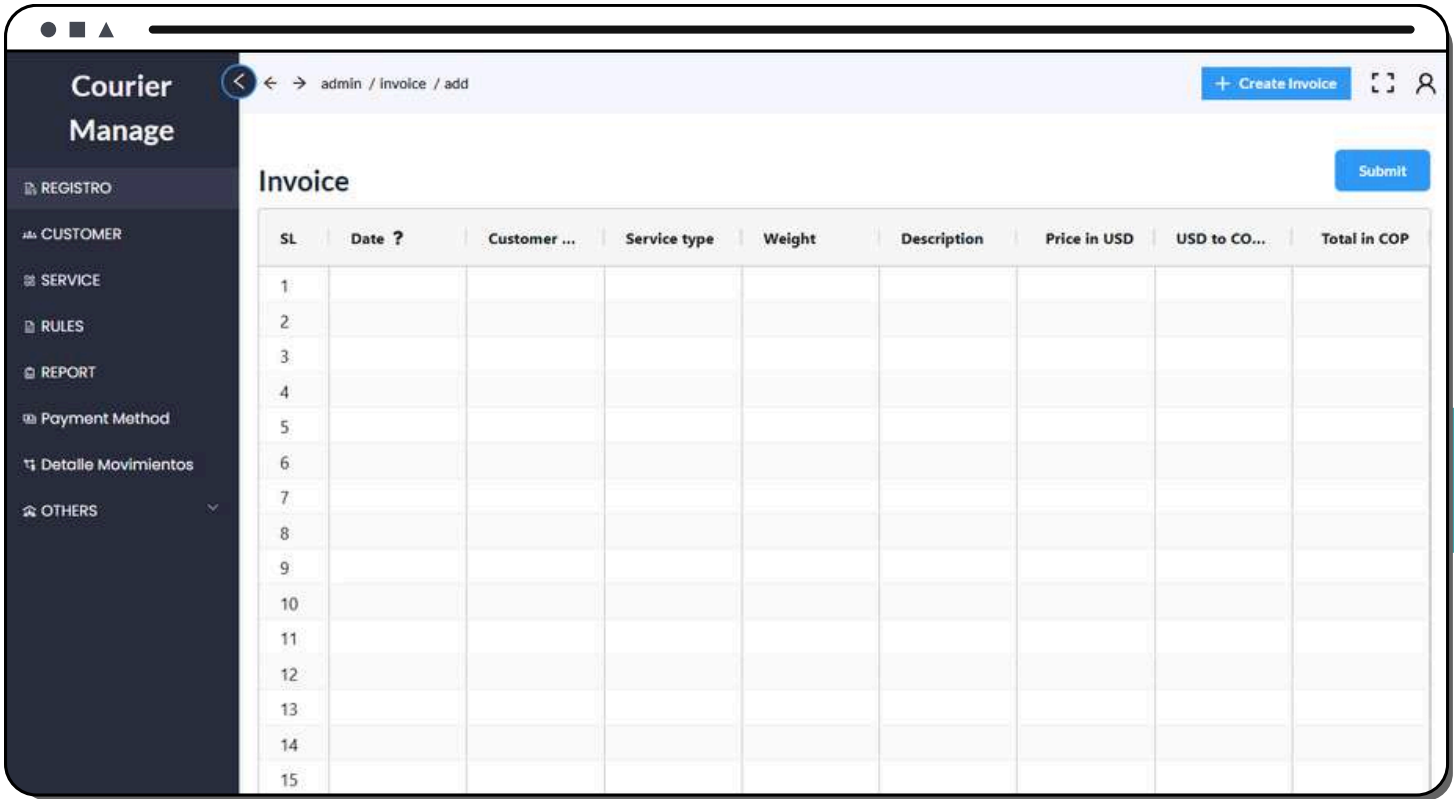 Courier
Manage
REGISTRO
CUSTOMER
SERVICE
RULES
REPORT
Payment Method
Detalle Movimientos
OTHERS
admin / invoice / add
+ Create Invoice
Invoice
Submit
SL Date ? Customer ... Service type Weight Description Price in USD USD to CO... Total in COP
1
2
3
4
5
6
7
8
9
10
11
12
13
14
15